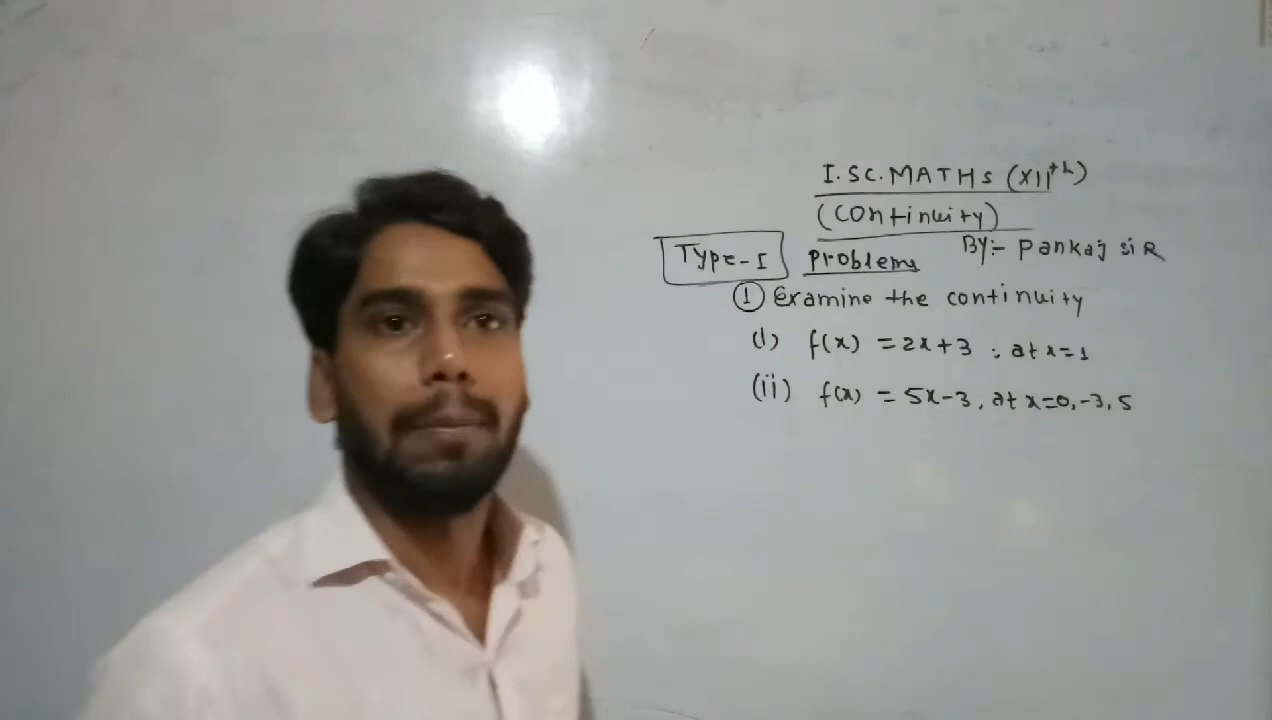 I.SC.MATHS (XIIth)
(continuity)
By:- Pankaj siR
Type-I problems
① Examine the continuity
(i) f(x) = 2x+3 ; at x=1
(ii) f(x) = 5x-3, at x=0,-3,5